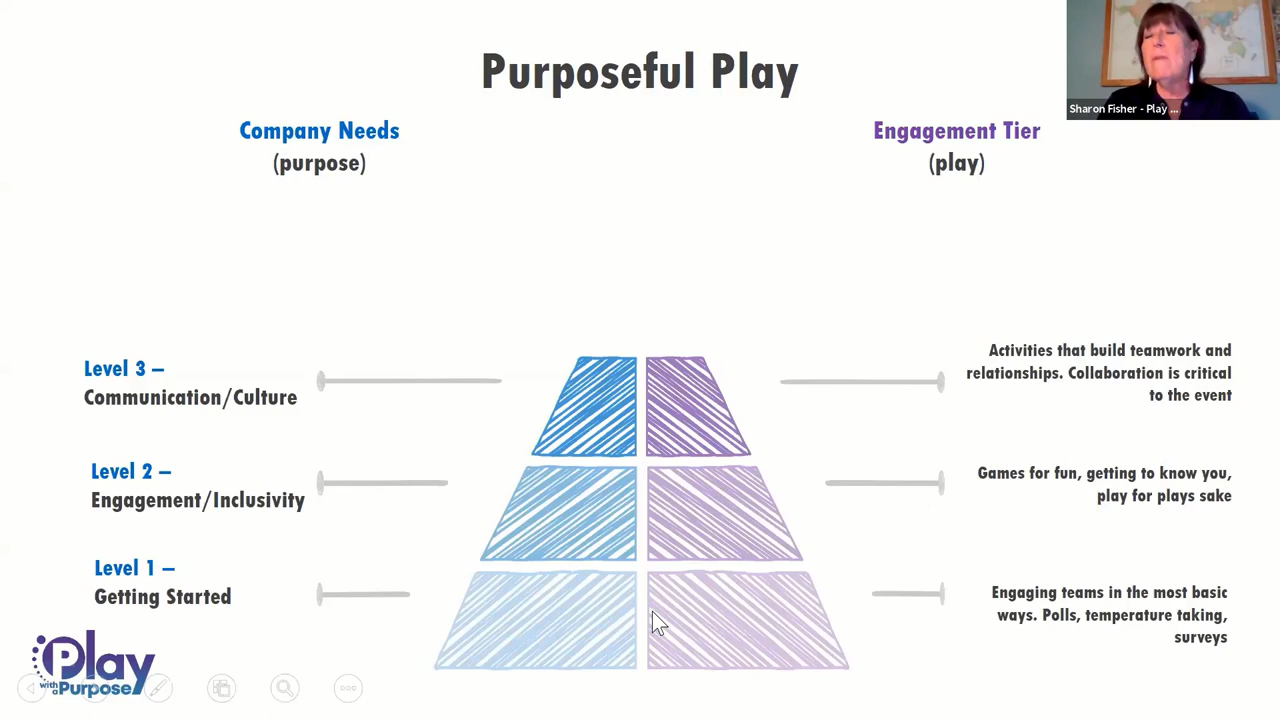 Purposeful Play
Sharon Fisher - Play ...
Company Needs
(purpose)
Engagement Tier
(play)
Level 3 –
Communication/Culture
Activities that build teamwork and
relationships. Collaboration is critical
to the event
Level 2 –
Engagement/Inclusivity
Games for fun, getting to know you,
play for plays sake
Level 1 –
Getting Started
Engaging teams in the most basic
ways. Polls, temperature taking,
surveys
Play
with a Purpose